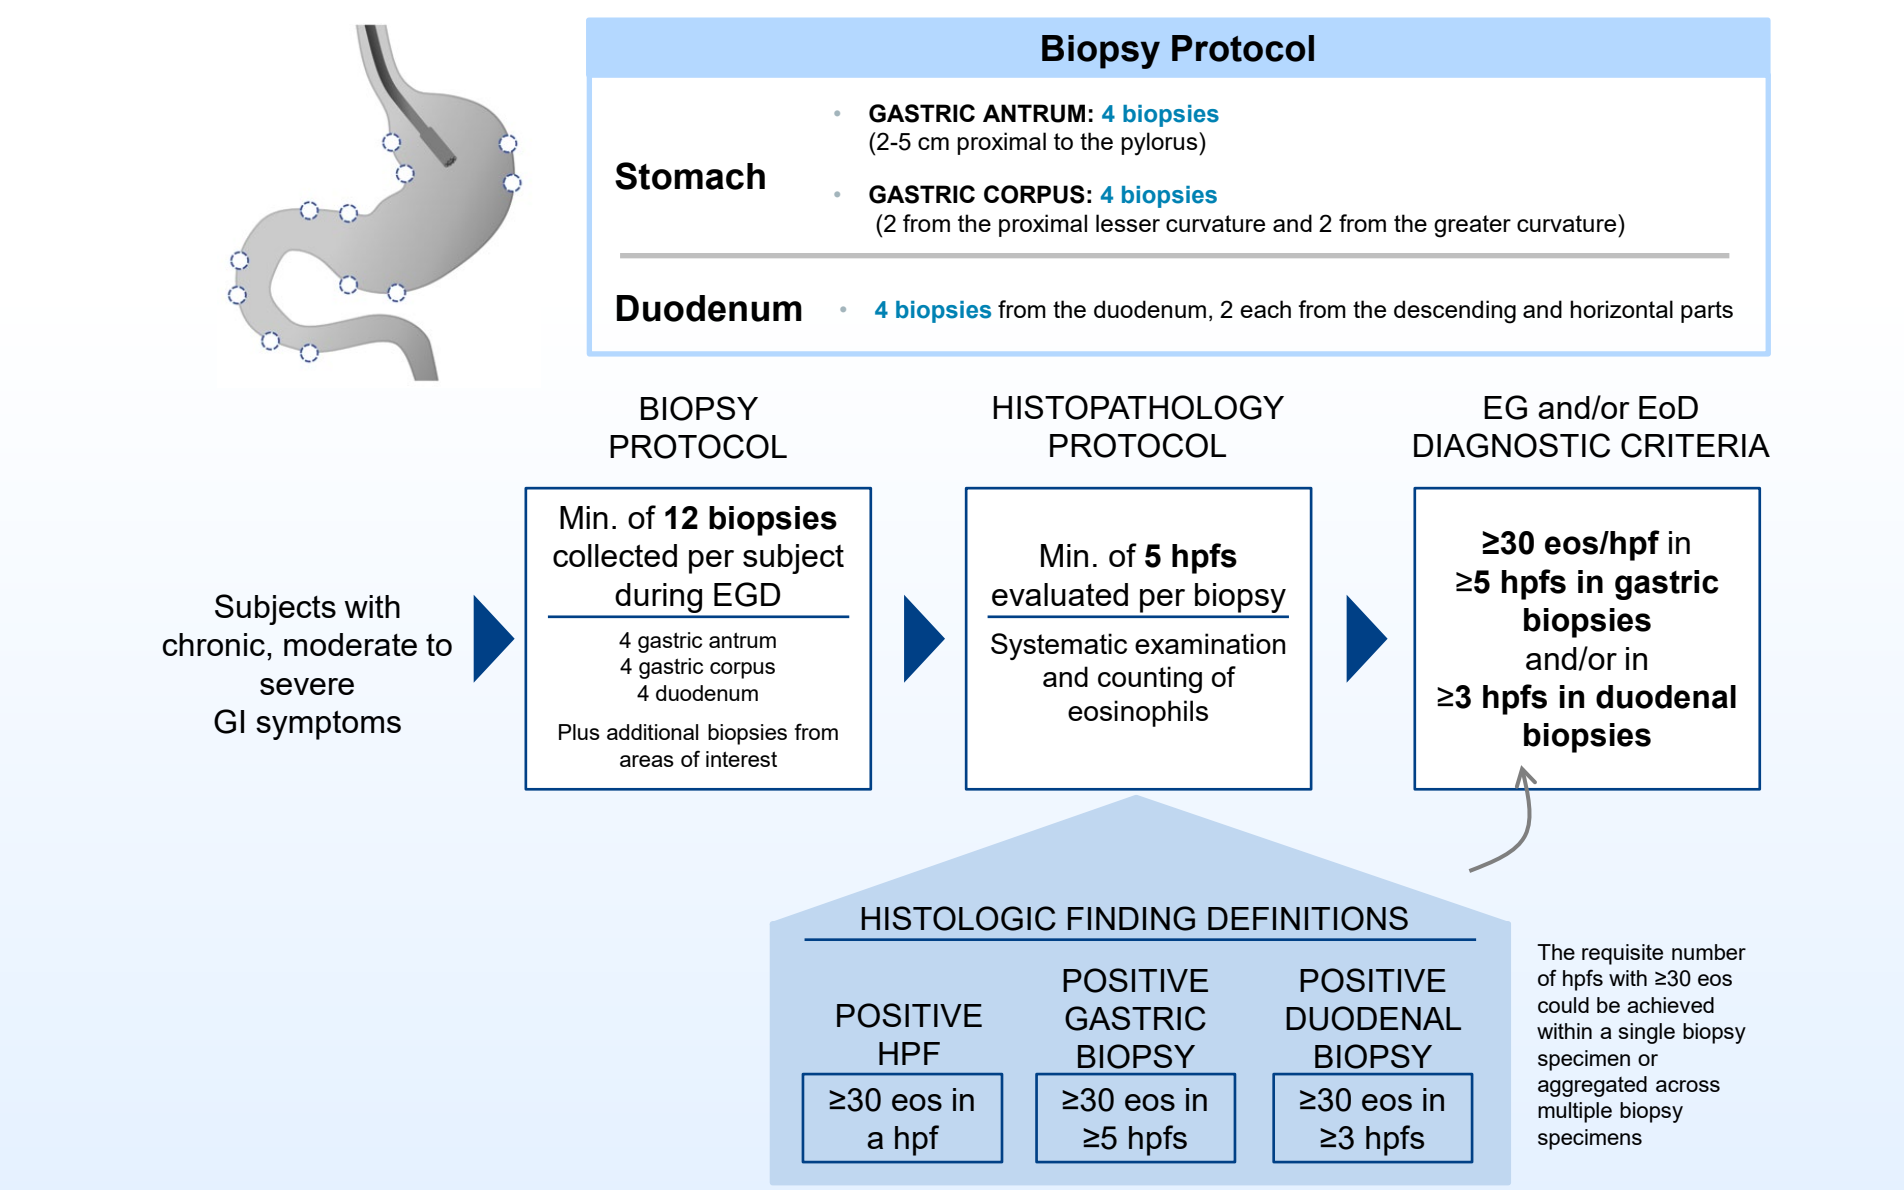 Biopsy Protocol
Stomach
• GASTRIC ANTRUM: 4 biopsies
(2-5 cm proximal to the pylorus)
• GASTRIC CORPUS: 4 biopsies
(2 from the proximal lesser curvature and 2 from the greater curvature)
Duodenum
• 4 biopsies from the duodenum, 2 each from the descending and horizontal parts
Subjects with
chronic, moderate to
severe
GI symptoms
BIOPSY
PROTOCOL
Min. of 12 biopsies
collected per subject
during EGD
4 gastric antrum
4 gastric corpus
4 duodenum
Plus additional biopsies from
areas of interest
HISTOPATHOLOGY
PROTOCOL
Min. of 5 hpfs
evaluated per biopsy
Systematic examination
and counting of
eosinophils
EG and/or EoD
DIAGNOSTIC CRITERIA
≥30 eos/hpf in
≥5 hpfs in gastric
biopsies
and/or in
≥3 hpfs in duodenal
biopsies
HISTOLOGIC FINDING DEFINITIONS
POSITIVE
HPF
≥30 eos in
a hpf
POSITIVE
GASTRIC
BIOPSY
≥30 eos in
≥5 hpfs
POSITIVE
DUODENAL
BIOPSY
≥30 eos in
≥3 hpfs
The requisite number
of hpfs with ≥30 eos
could be achieved
within a single biopsy
specimen or
aggregated across
multiple biopsy
specimens